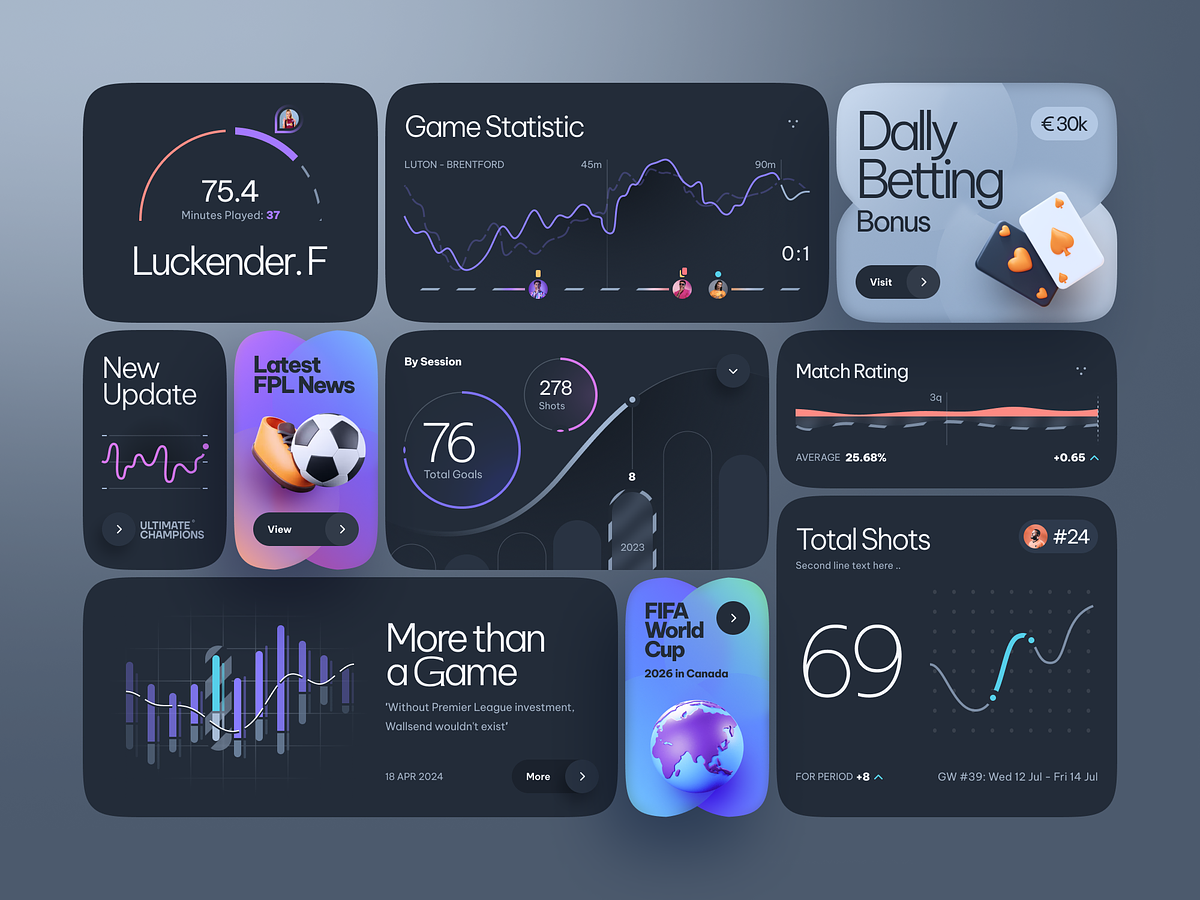 75.4
Minutes Played: 37
Luckender. F
Game Statistic
LUTON - BRENTFORD
45m
90m
0:1
Dally
Betting
Bonus
€30k
Visit
New
Update
ULTIMATE
CHAMPIONS
Latest
FPL News
View
By Session
76
Total Goals
278
Shots
8
2023
Match Rating
3q
AVERAGE 25.68%
+0.65
More than
a Game
'Without Premier League investment,
Wallsend wouldn't exist'
18 APR 2024
More
FIFA
World
Cup
2026 in Canada
Total Shots
#24
Second line text here ..
69
FOR PERIOD +8
GW #39: Wed 12 Jul - Fri 14 Jul